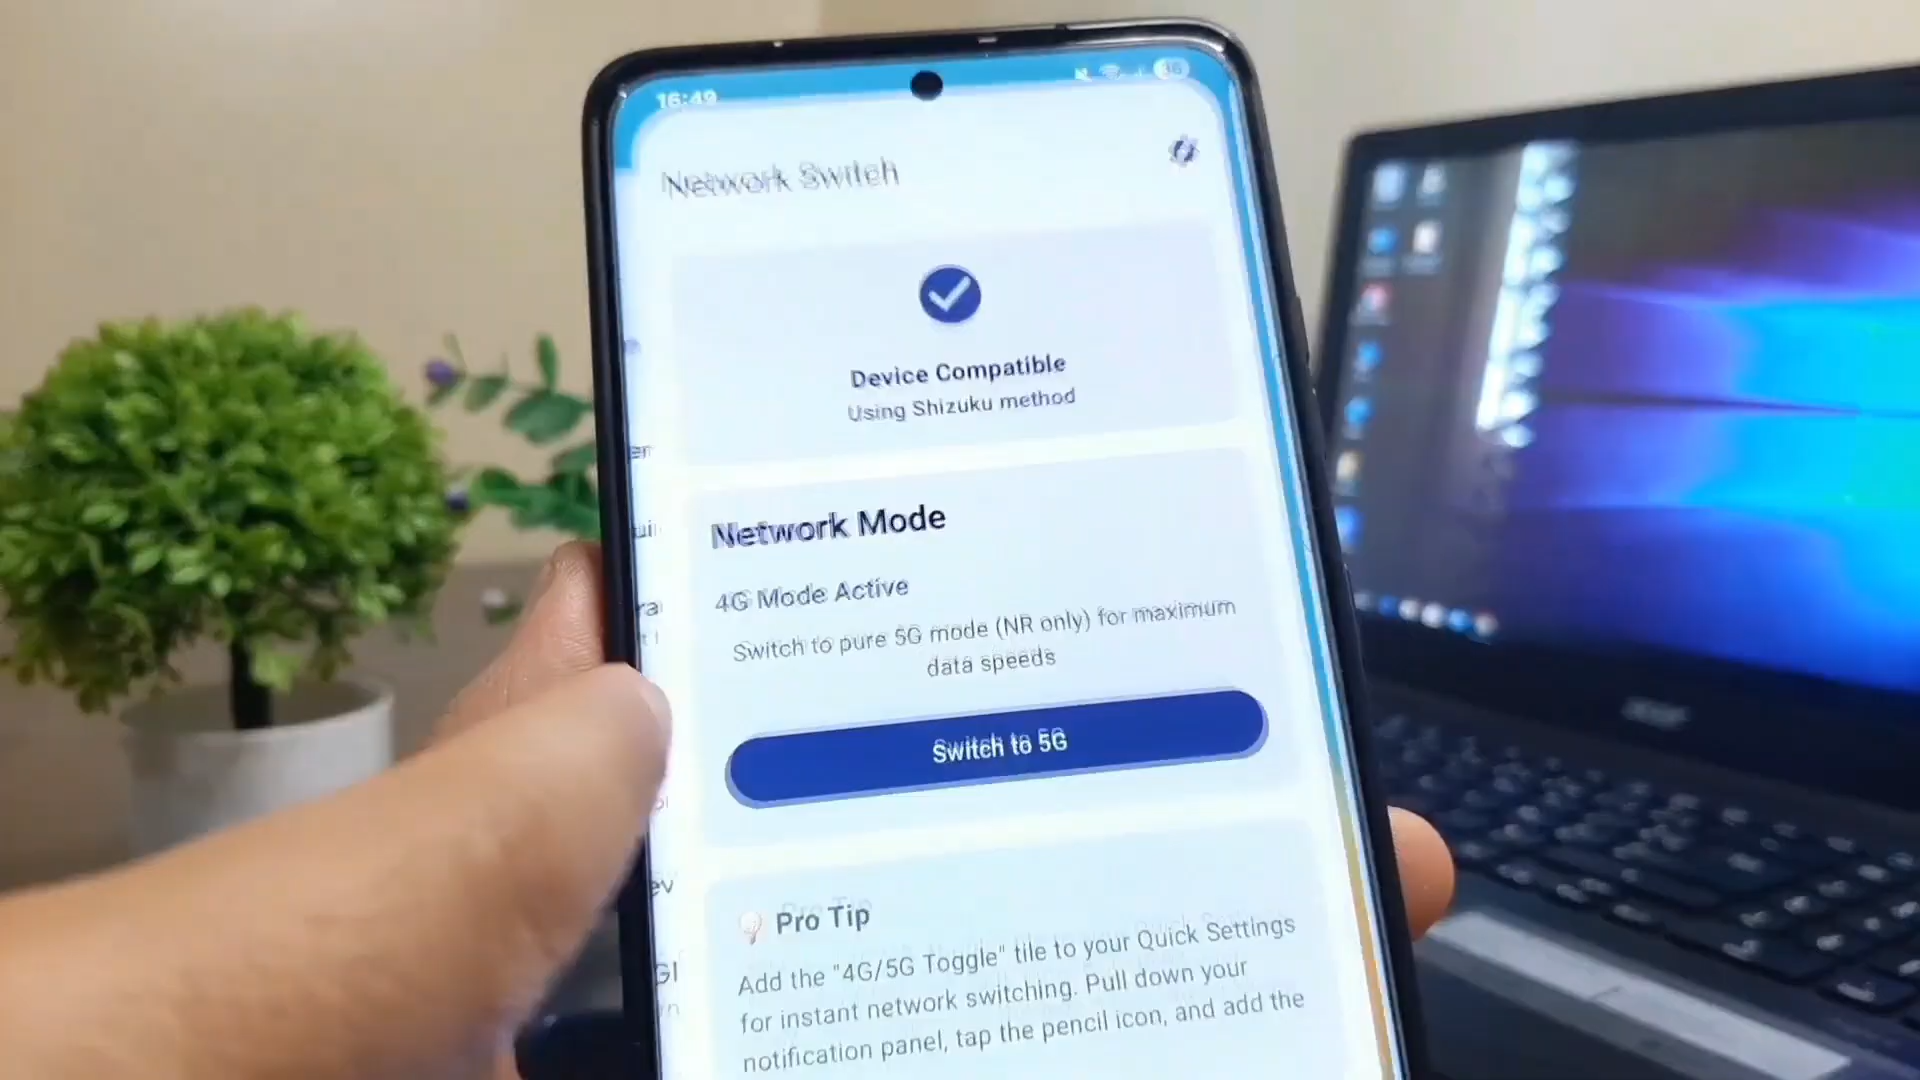 16:49
36
Network Switch
Device Compatible
Using Shizuku method
Network Mode
4G Mode Active
Switch to pure 5G mode (NR only) for maximum
data speeds
Switch to 5G
Pro Tip
Add the "4G/5G Toggle" tile to your Quick Settings
for instant network switching. Pull down your
notification panel, tap the pencil icon, and add the